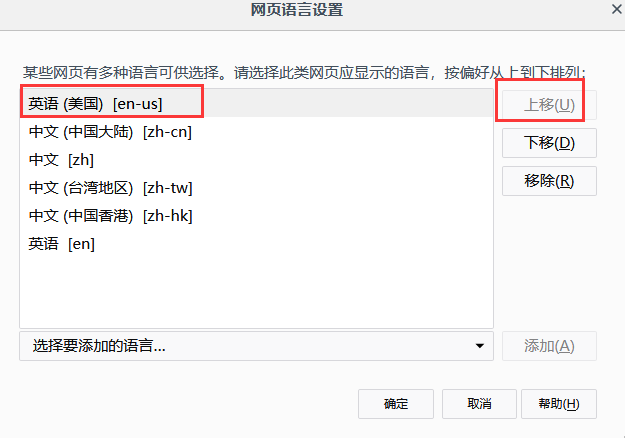 网页语言设置
某些网页有多种语言可供选择。请选择此类网页应显示的语言，按偏好从上到下排列：
英语 (美国) [en-us]
上移(U)
中文 (中国大陆) [zh-cn]
下移(D)
中文 [zh]
移除(R)
中文 (台湾地区) [zh-tw]
中文 (中国香港) [zh-hk]
英语 [en]
选择要添加的语言...
添加(A)
确定
取消
帮助(H)